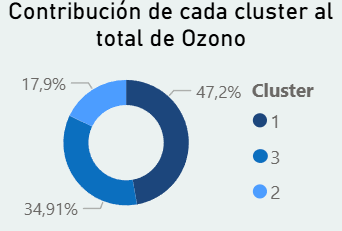 Contribución de cada cluster al
total de Ozono
17,9%
47,2%
34,91%
Cluster
1
3
2